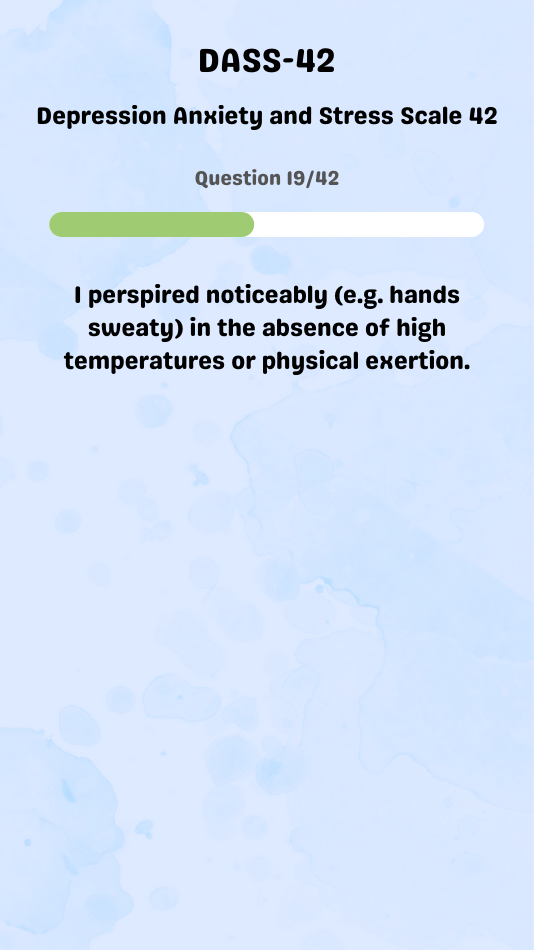 DASS-42
Depression Anxiety and Stress Scale 42
Question 19/42
I perspired noticeably (e.g. hands
sweaty) in the absence of high
temperatures or physical exertion.